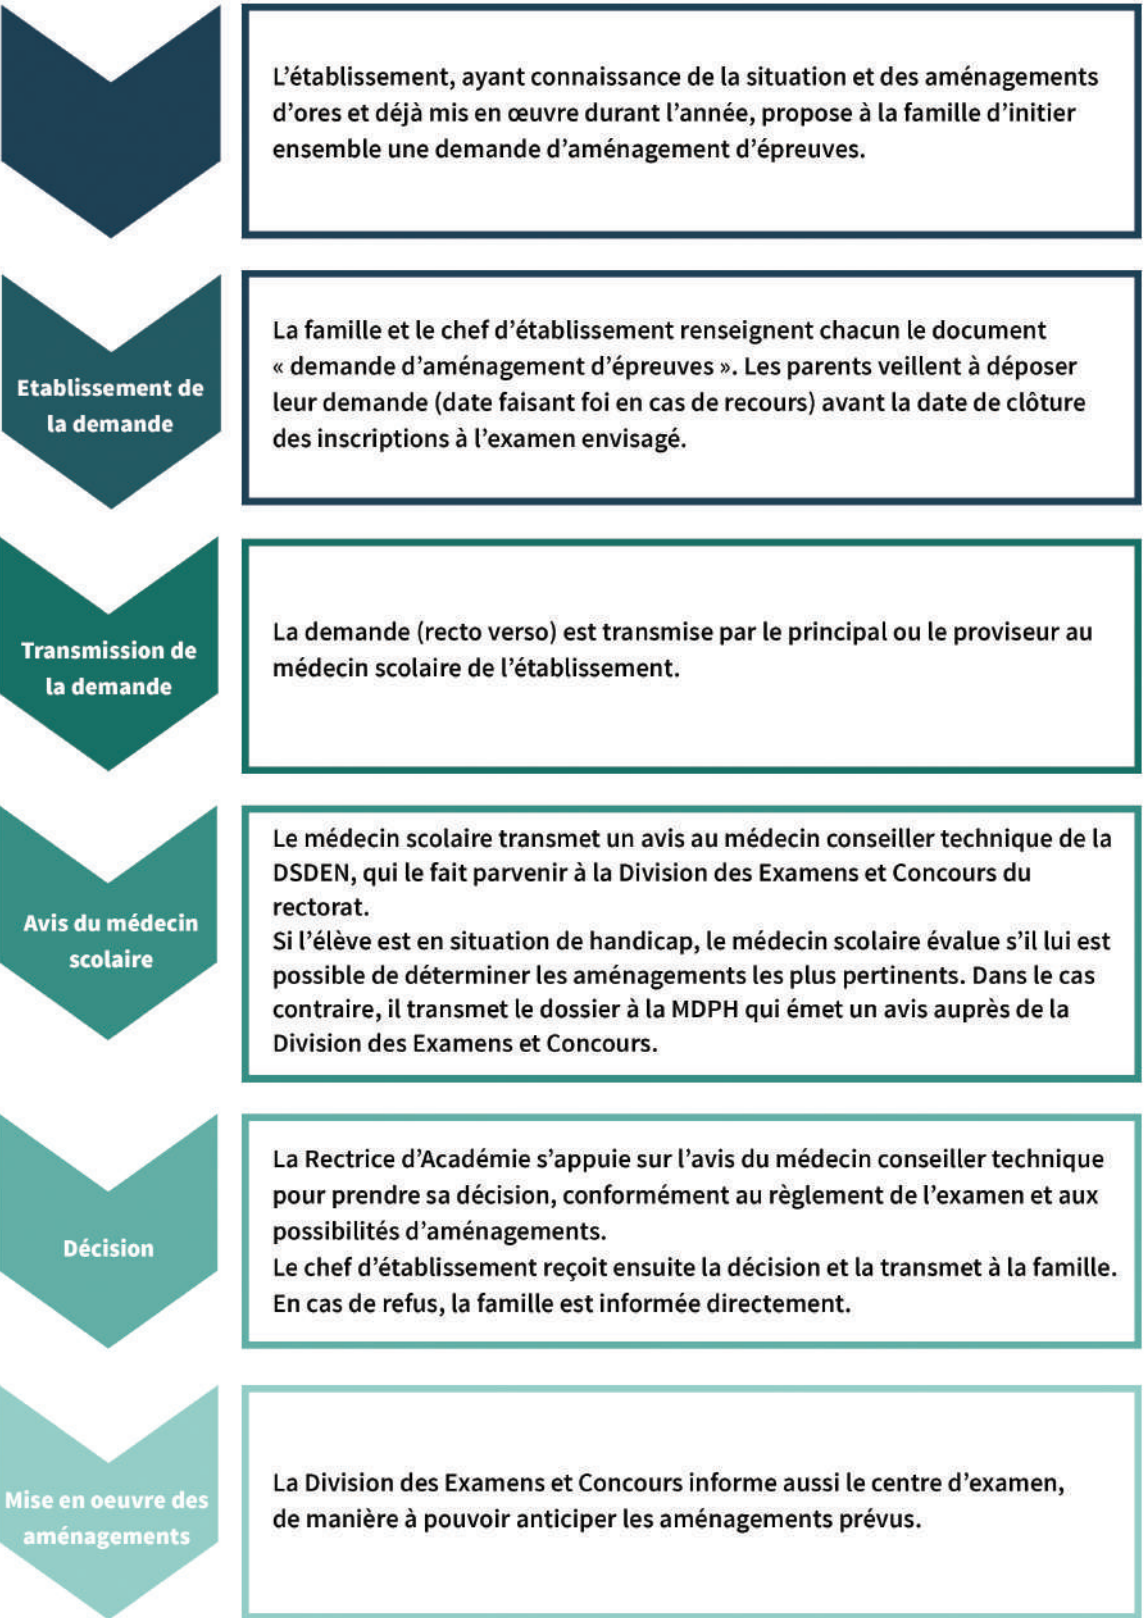 L’établissement, ayant connaissance de la situation et des aménagements
d’ores et déjà mis en œuvre durant l’année, propose à la famille d’initier
ensemble une demande d’aménagement d’épreuves.
Etablissement de
la demande
La famille et le chef d’établissement renseignent chacun le document
« demande d’aménagement d’épreuves ». Les parents veillent à déposer
leur demande (date faisant foi en cas de recours) avant la date de clôture
des inscriptions à l’examen envisagé.
Transmission de
la demande
La demande (recto verso) est transmise par le principal ou le proviseur au
médecin scolaire de l’établissement.
Avis du médecin
scolaire
Le médecin scolaire transmet un avis au médecin conseiller technique de la
DSDEN, qui le fait parvenir à la Division des Examens et Concours du
rectorat.
Si l’élève est en situation de handicap, le médecin scolaire évalue s’il lui est
possible de déterminer les aménagements les plus pertinents. Dans le cas
contraire, il transmet le dossier à la MDPH qui émet un avis auprès de la
Division des Examens et Concours.
Décision
La Rectrice d’Académie s’appuie sur l’avis du médecin conseiller technique
pour prendre sa décision, conformément au règlement de l’examen et aux
possibilités d’aménagements.
Le chef d’établissement reçoit ensuite la décision et la transmet à la famille.
En cas de refus, la famille est informée directement.
Mise en oeuvre des
aménagements
La Division des Examens et Concours informe aussi le centre d’examen,
de manière à pouvoir anticiper les aménagements prévus.